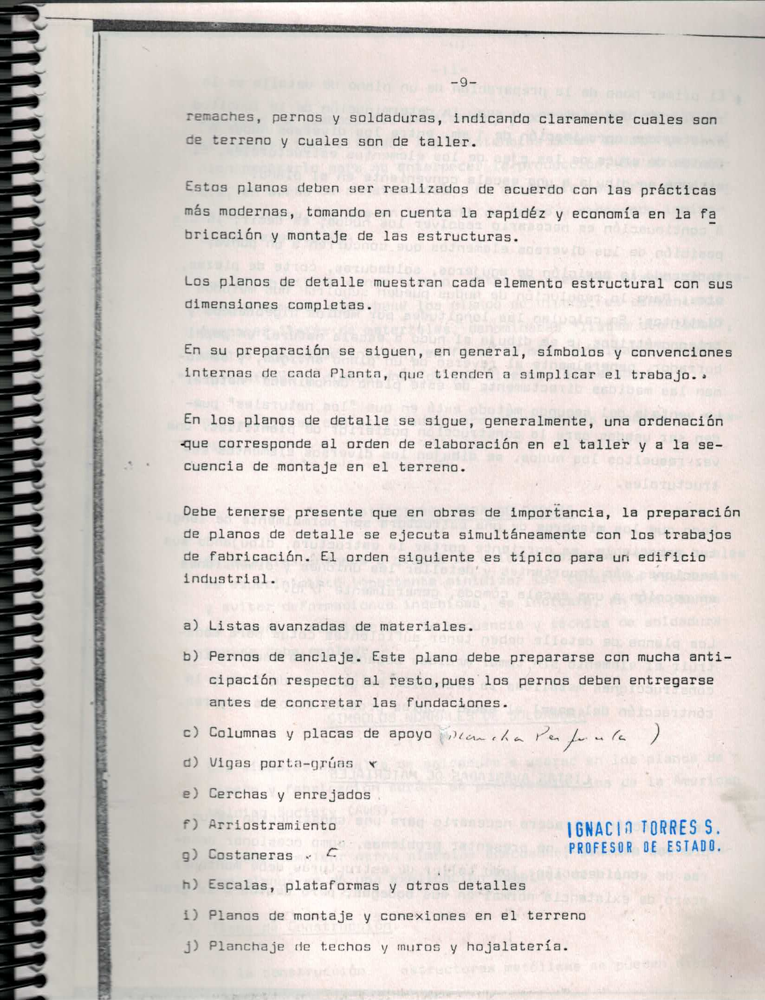 -9-
remaches, pernos y soldaduras, indicando claramente cuales son
de terreno y cuales son de taller.
Estos planos deben ser realizados de acuerdo con las prácticas
más modernas, tomando en cuenta la rapidéz y economía en la fa
bricación y montaje de las estructuras.
Los planos de detalle muestran cada elemento estructural con sus
dimensiones completas.
En su preparación se siguen, en general, símbolos y convenciones
internas de cada Planta, que tienden a simplicar el trabajo.
En los planos de detalle se sigue, generalmente, una ordenación
que corresponde al orden de elaboración en el taller y a la se-
cuencia de montaje en el terreno.
Debe tenerse presente que en obras de importancia, la preparación
de planos de detalle se ejecuta simultáneamente con los trabajos
de fabricación. El orden siguiente es típico para un edificio
industrial.
a) Listas avanzadas de materiales.
b) Pernos de anclaje. Este plano debe prepararse con mucha anti-
cipación respecto al resto,pues los pernos deben entregarse
antes de concretar las fundaciones.
c) Columnas y placas de apoyo )
d) Vigas porta-grúas
e) Cerchas y enrejados
f) Arriostramiento
IGNACIO TORRES S.
PROFESOR DE ESTADO.
g) Costaneras
h) Escalas, plataformas y otros detalles
i) Planos de montaje y conexiones en el terreno
j) Planchaje de techos y muros y hojalatería.